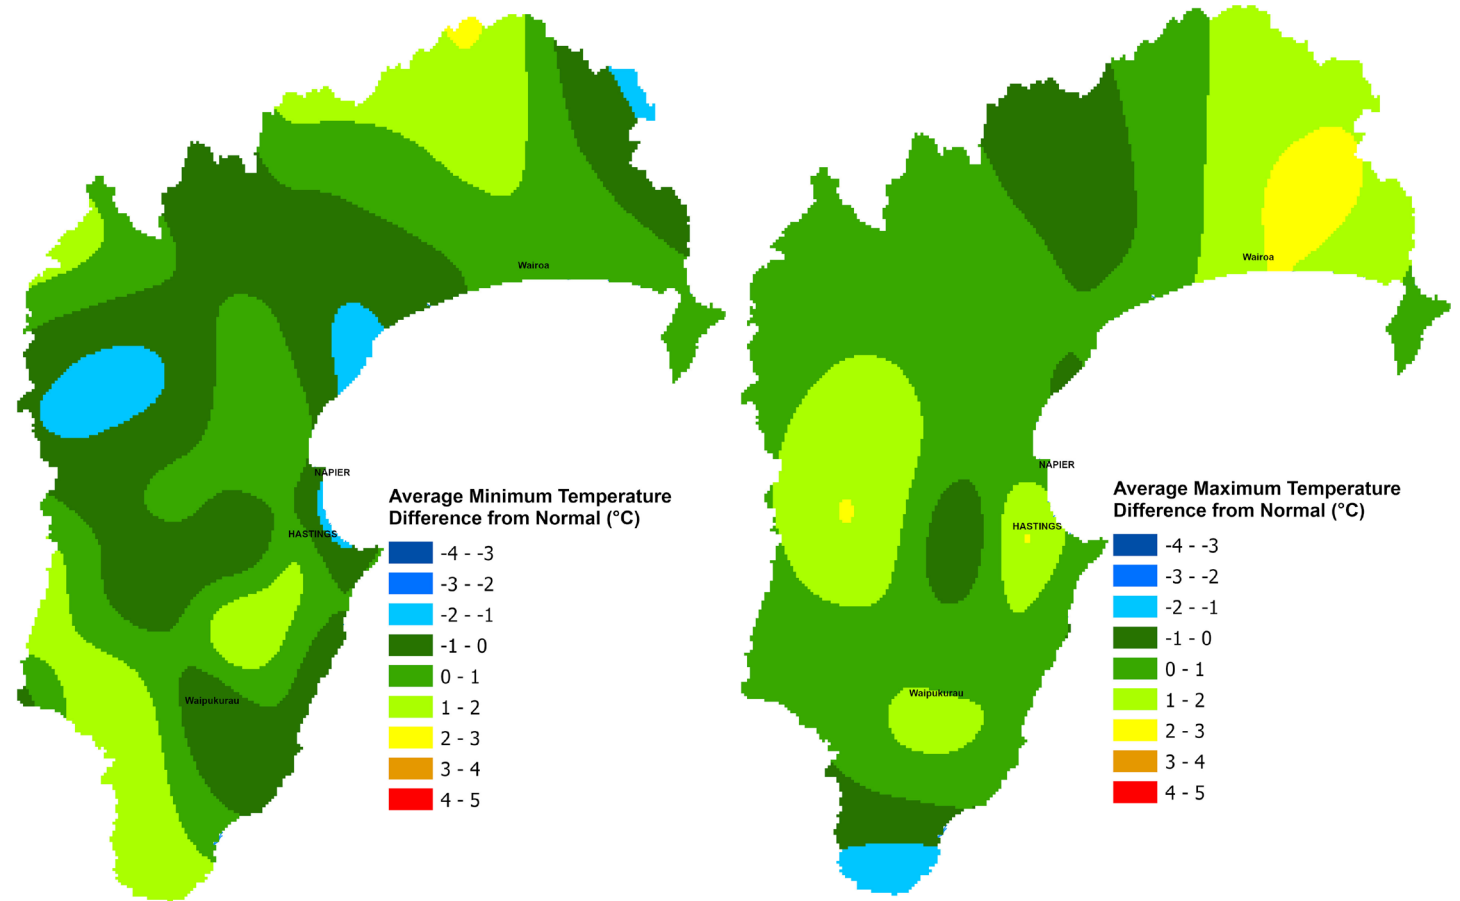 Wairoa
NAPIER
HASTINGS
Waipukurau
Average Minimum Temperature
Difference from Normal (°C)
-4 - -3
-3 - -2
-2 - -1
-1 - 0
0 - 1
1 - 2
2 - 3
3 - 4
4 - 5
Wairoa
NAPIER
HASTINGS
Waipukurau
Average Maximum Temperature
Difference from Normal (°C)
-4 - -3
-3 - -2
-2 - -1
-1 - 0
0 - 1
1 - 2
2 - 3
3 - 4
4 - 5